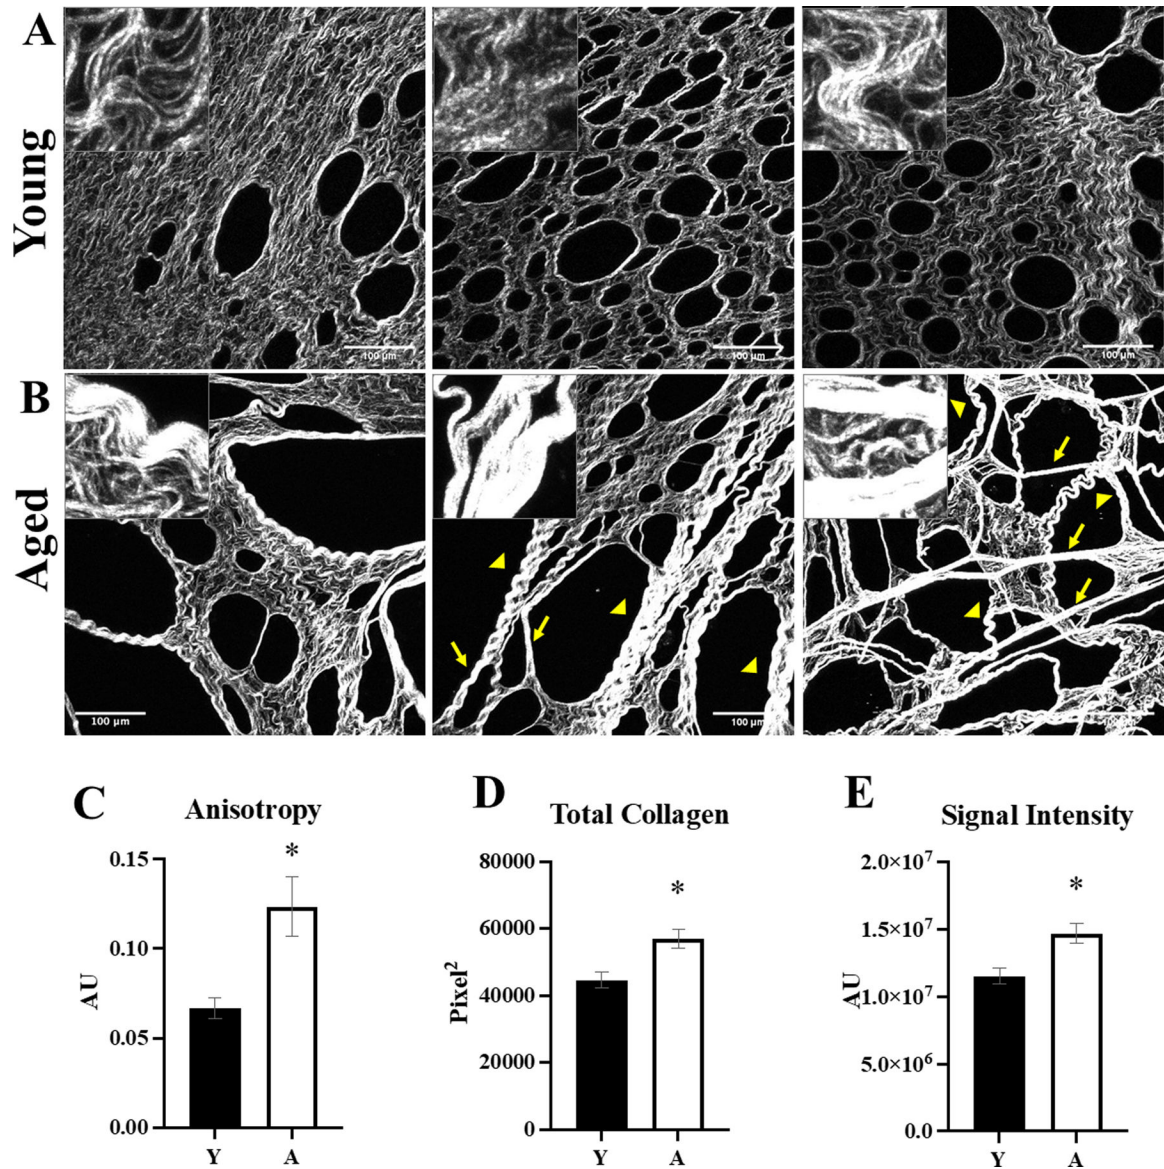 A
Young
100 µm
100 µm
100 µm
B
Aged
100 µm
100 µm
C
Anisotropy
*
0.15
0.10
0.05
0.00
AU
Y
A
D
Total Collagen
*
80000
60000
40000
20000
0
Pixel²
Y
A
E
Signal Intensity
*
2.0×10⁷
1.5×10⁷
1.0×10⁷
5.0×10⁶
0.0
AU
Y
A